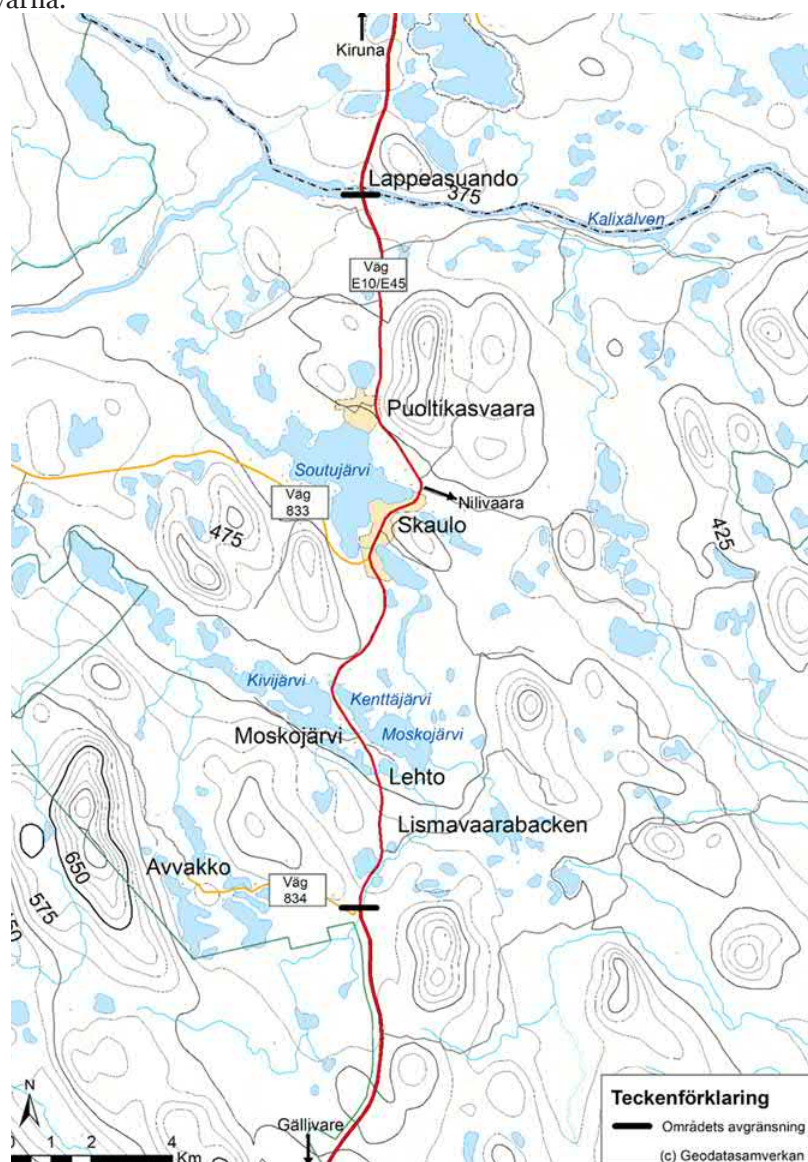 Kiruna
Lappeasuando
375
Kalixälven
Väg
E10/E45
Puoltikasvaara
Soutujärvi
Väg
833
Nilivaara
Skaulo
475
425
Kivijärvi
Kenttäjärvi
Moskojärvi
Moskojärvi
Lehto
Lismavaarabacken
Avvakko
Väg
834
650
575
N
Gällivare
0 1 2 4
Km
Teckenförklaring
Områdets avgränsning
(c) Geodatasamverkan